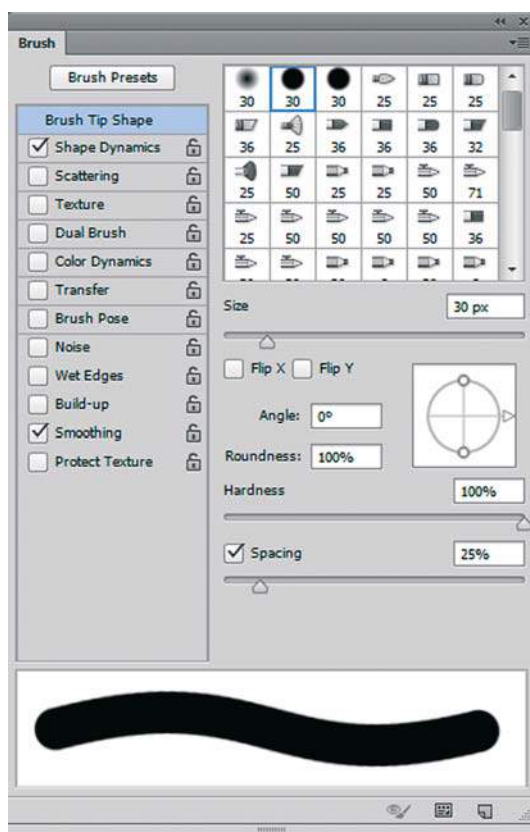 Brush
Brush Presets
Brush Tip Shape
Shape Dynamics
Scattering
Texture
Dual Brush
Color Dynamics
Transfer
Brush Pose
Noise
Wet Edges
Build-up
Smoothing
Protect Texture
30 30 30 25 25 25
36 25 36 36 36 32
25 50 25 25 50 71
25 50 50 50 50 36
Size 30 px
Flip X Flip Y
Angle: 0º
Roundness: 100%
Hardness 100%
Spacing 25%